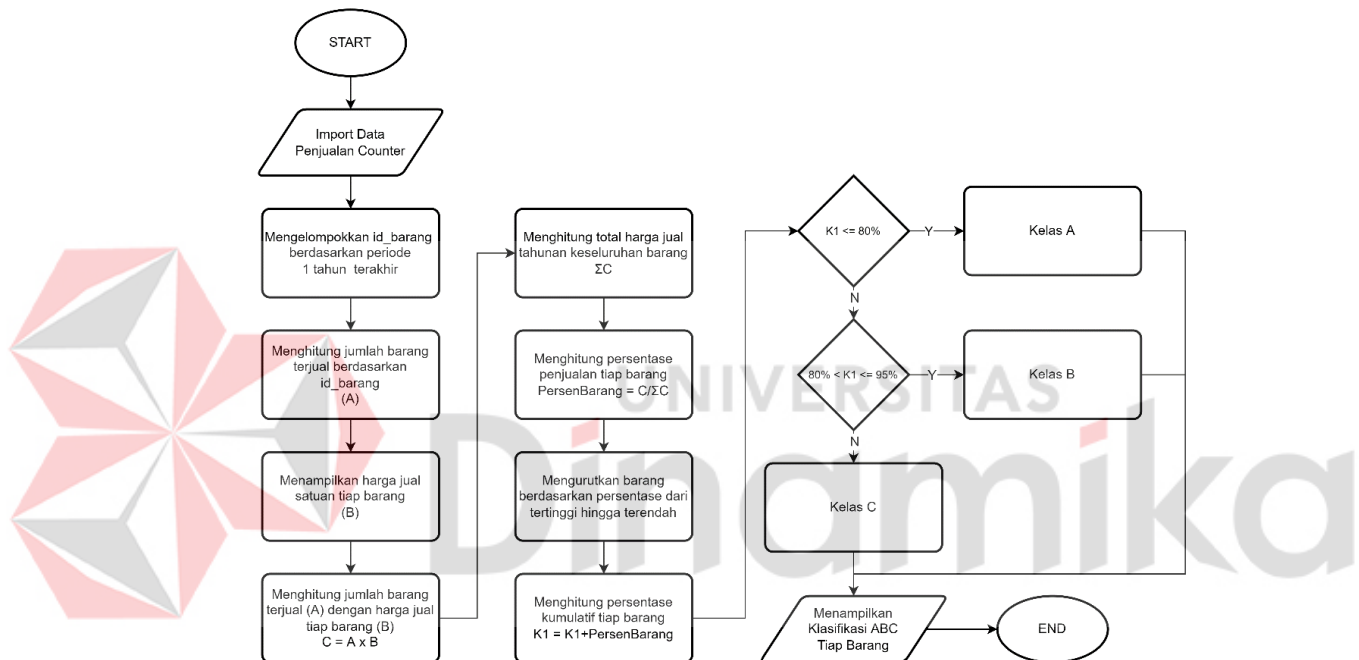 START
Import Data
Penjualan Counter
Mengelompokkan id_barang
berdasarkan periode
1 tahun terakhir
Menghitung jumlah barang
terjual berdasarkan
id_barang
(A)
Menampilkan harga jual
satuan tiap barang
(B)
Menghitung jumlah barang
terjual (A) dengan harga jual
tiap barang (B)
C = A x B
Menghitung total harga jual
tahunan keseluruhan barang
ΣC
Menghitung persentase
penjualan tiap barang
PersenBarang = C/ΣC
Mengurutkan barang
berdasarkan persentase dari
tertinggi hingga terendah
Menghitung persentase
kumulatif tiap barang
K1 = K1+PersenBarang
K1 <= 80%
Y
Kelas A
N
80% < K1 <= 95%
Y
Kelas B
N
Kelas C
Menampilkan
Klasifikasi ABC
Tiap Barang
END
UNIVERSITAS
Dinamika